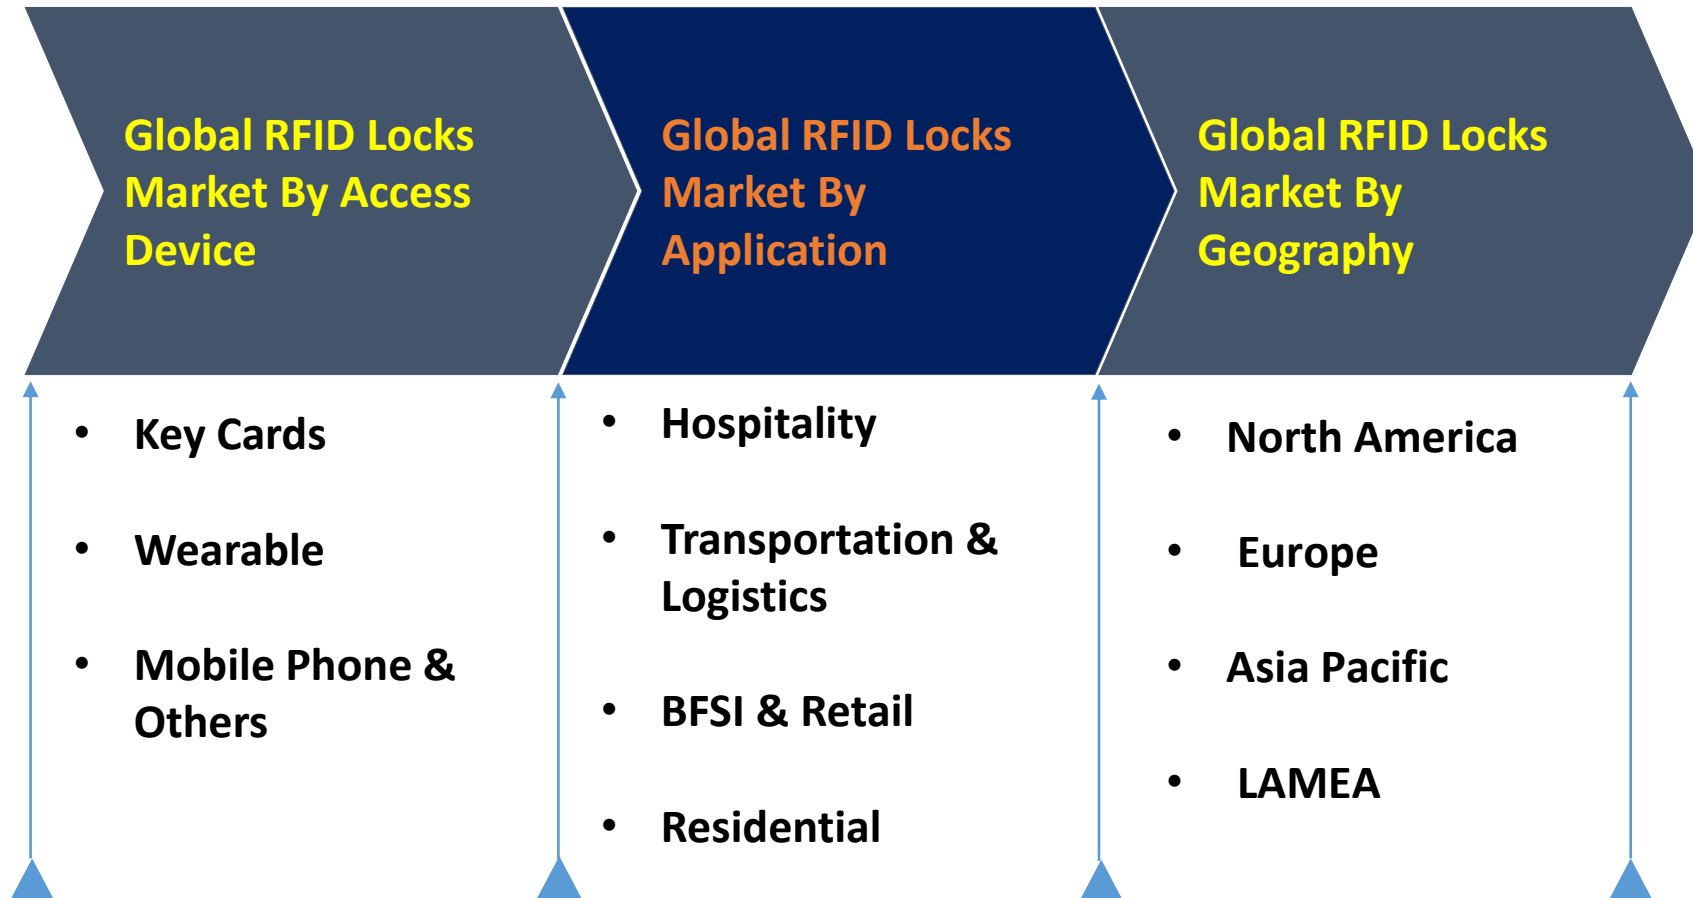 Global RFID Locks
Market By Access
Device
Global RFID Locks
Market By
Application
Global RFID Locks
Market By
Geography
• Key Cards
• Wearable
• Mobile Phone &
Others
• Hospitality
• Transportation &
Logistics
• BFSI & Retail
• Residential
• North America
• Europe
• Asia Pacific
• LAMEA